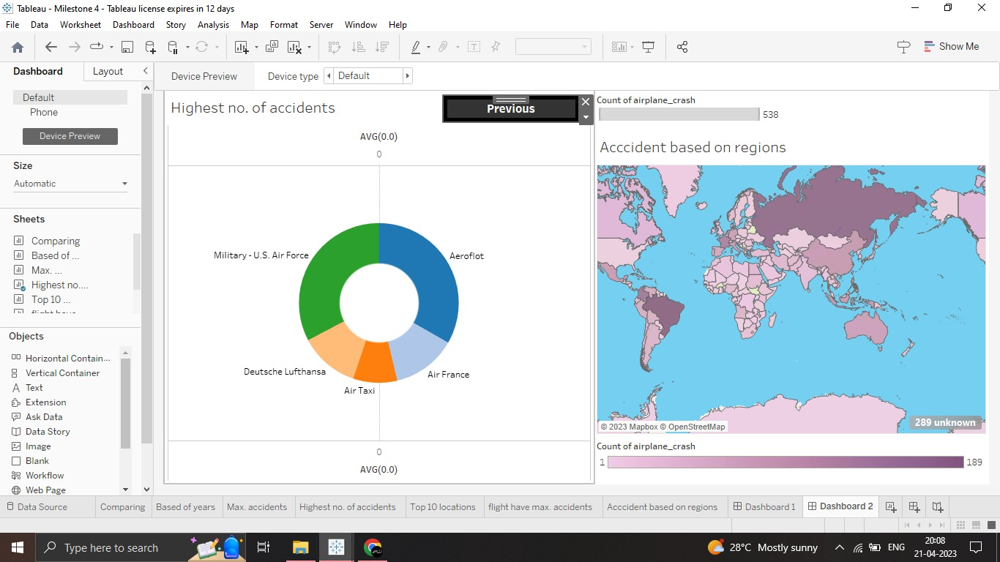 Tableau - Milestone 4 - Tableau license expires in 12 days
File Data Worksheet Dashboard Story Analysis Map Format Server Window Help
Show Me
Dashboard Layout
Device Preview Device type Default
Default
Phone
Device Preview
Size
Automatic
Sheets
Comparing
Based of ...
Max. ...
Highest no....
Top 10 ...
Objects
Horizontal Contain...
Vertical Container
Text
Extension
Ask Data
Data Story
Image
Blank
Workflow
Web Page
Highest no. of accidents
Previous
AVG(0.0)
0
Military - U.S. Air Force
Aeroflot
Deutsche Lufthansa
Air France
Air Taxi
0
AVG(0.0)
Count of airplane_crash
538
Acccident based on regions
© 2023 Mapbox © OpenStreetMap
289 unknown
Count of airplane_crash
1 189
Data Source Comparing Based of years Max. accidents Highest no. of accidents Top 10 locations flight have max. accidents Acccident based on regions Dashboard 1 Dashboard 2
Type here to search
28°C Mostly sunny
ENG
20:08
21-04-2023